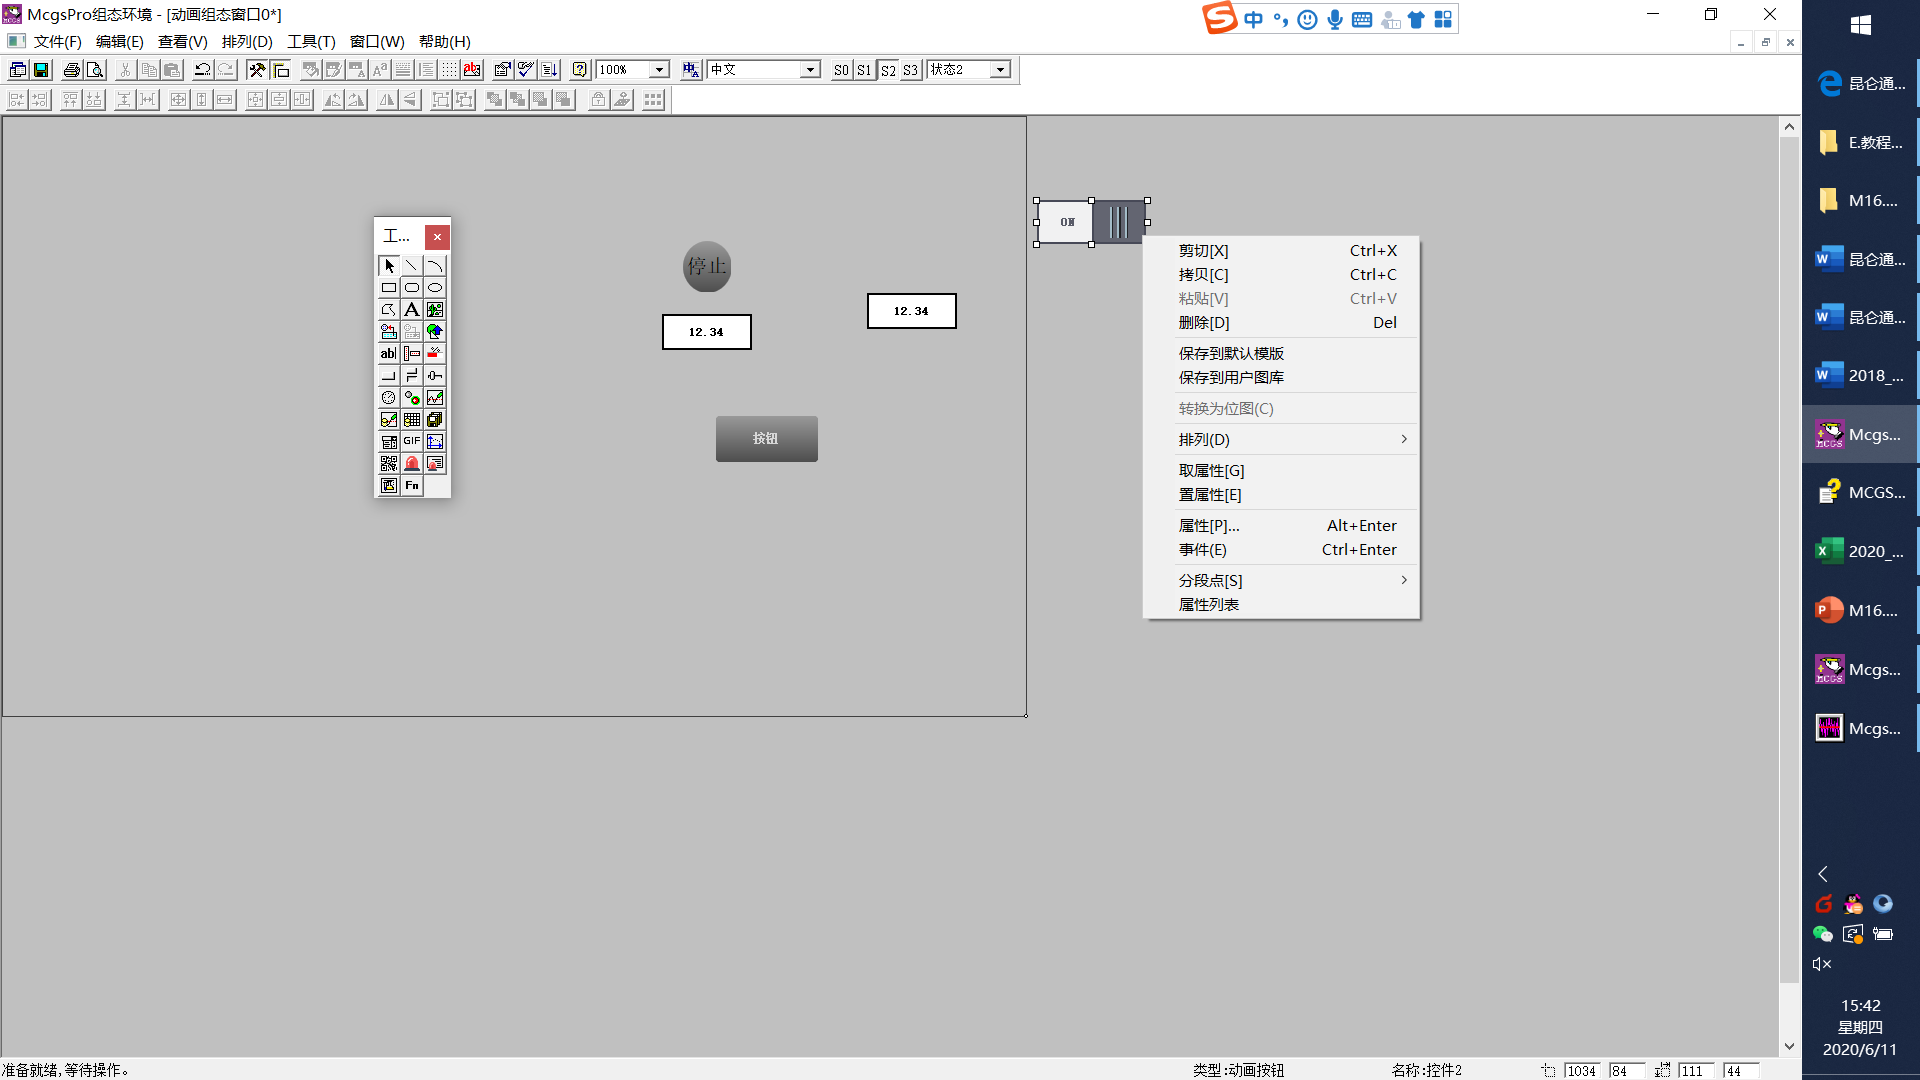 McgsPro组态环境 - [动画组态窗口0*]
中
文件(F) 编辑(E) 查看(V) 排列(D) 工具(T) 窗口(W) 帮助(H)
100% 中文 S0 S1 S2 S3 状态2
工...
停止
12.34
12.34
按钮
ON
ab|
GIF
Fn
剪切[X] Ctrl+X
拷贝[C] Ctrl+C
粘贴[V] Ctrl+V
删除[D] Del
保存到默认模版
保存到用户图库
转换为位图(C)
排列(D)
取属性[G]
置属性[E]
属性[P]... Alt+Enter
事件(E) Ctrl+Enter
分段点[S]
属性列表
昆仑通...
E.教程...
M16....
昆仑通...
昆仑通...
2018_...
Mcgs...
MCGS...
2020_...
M16....
Mcgs...
Mcgs...
15:42
星期四
2020/6/11
准备就绪,等待操作。 类型:动画按钮 名称:控件2 1034 84 111 44